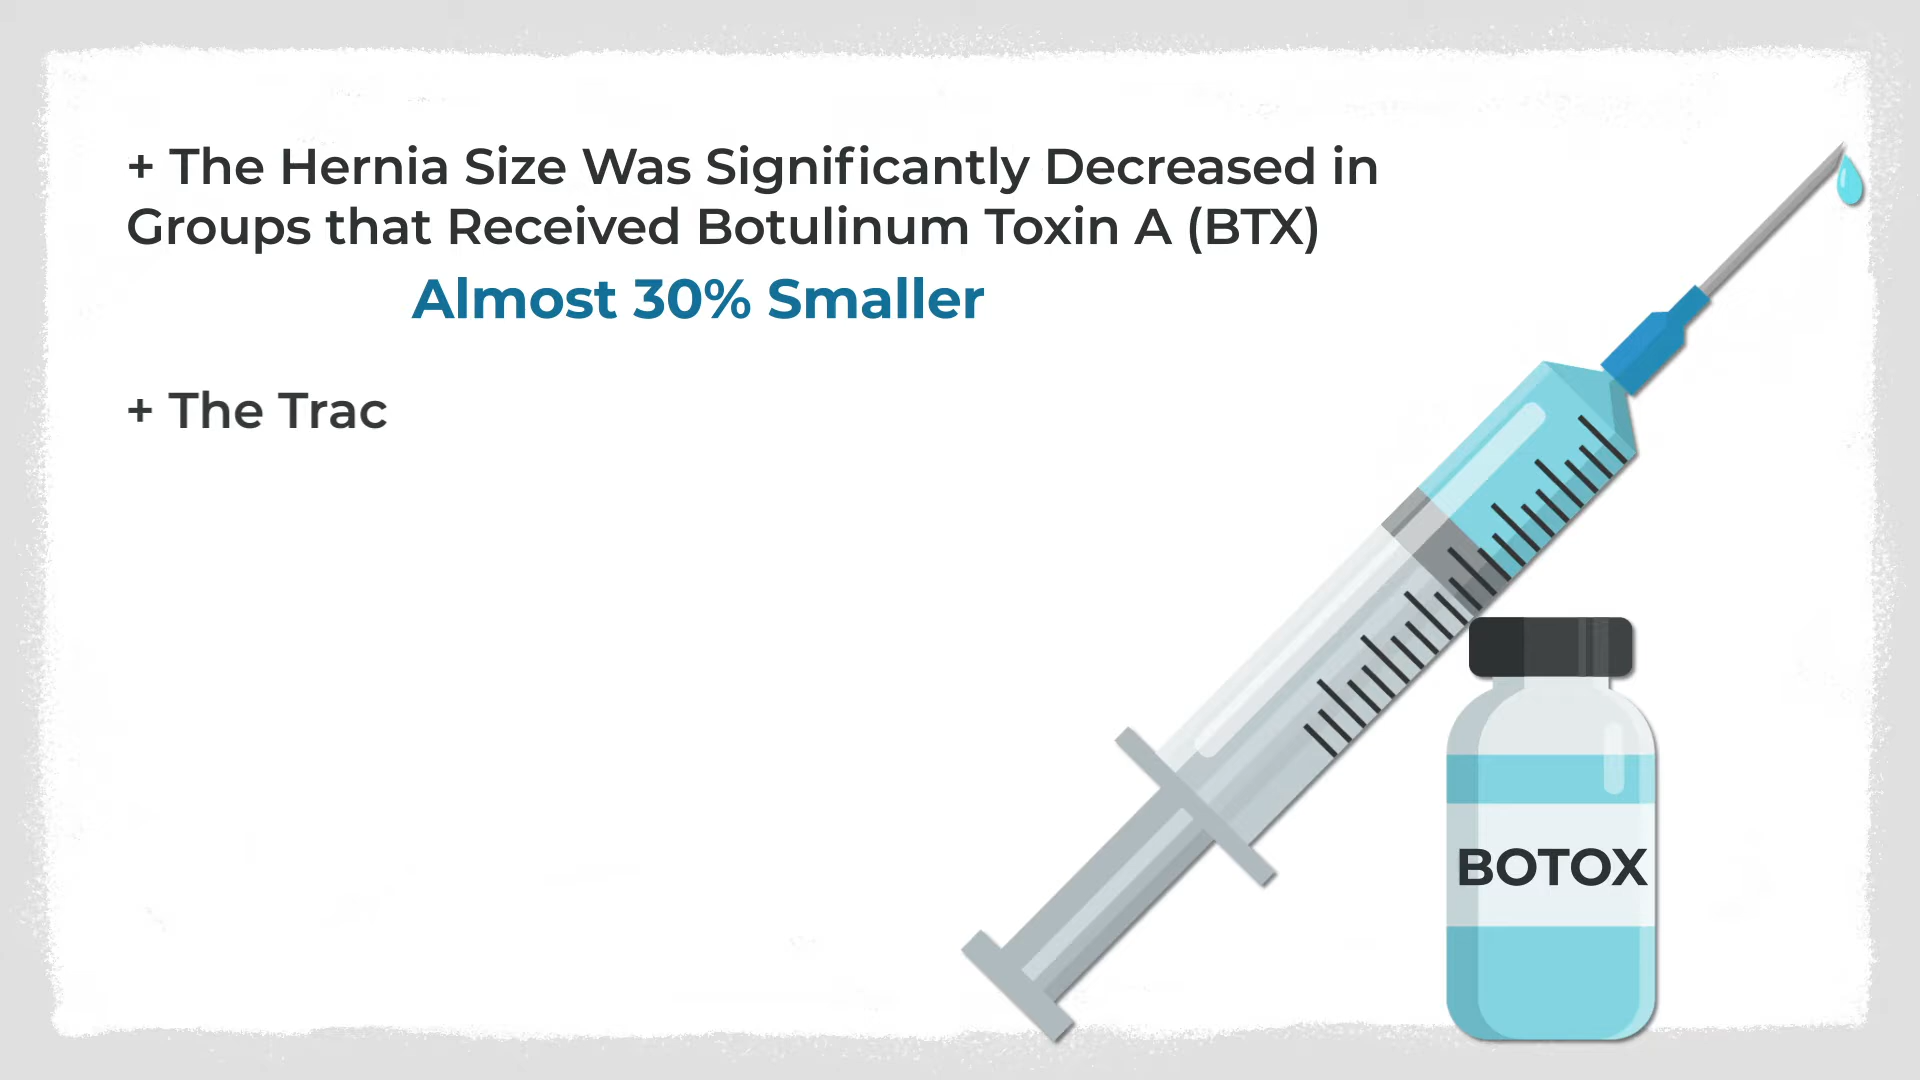 + The Hernia Size Was Significantly Decreased in
Groups that Received Botulinum Toxin A (BTX)
Almost 30% Smaller
+ The Trac
BOTOX